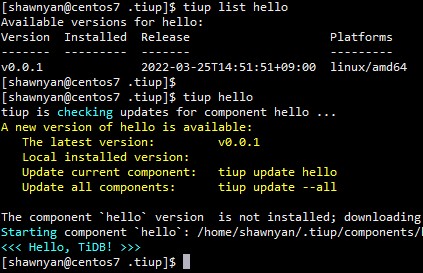 [shawnyan@centos7 .tiup]$ tiup list hello
Available versions for hello:
Version  Installed  Release                    Platforms
-------  ---------  -------                    ---------
v0.0.1              2022-03-25T14:51:51+09:00  linux/amd64
[shawnyan@centos7 .tiup]$
[shawnyan@centos7 .tiup]$ tiup hello
tiup is checking updates for component hello ...
A new version of hello is available:
   The latest version:         v0.0.1
   Local installed version:
   Update current component:   tiup update hello
   Update all components:      tiup update --all

The component `hello` version  is not installed; downloading
Starting component `hello`: /home/shawnyan/.tiup/components/
<<< Hello, TiDB! >>>
[shawnyan@centos7 .tiup]$